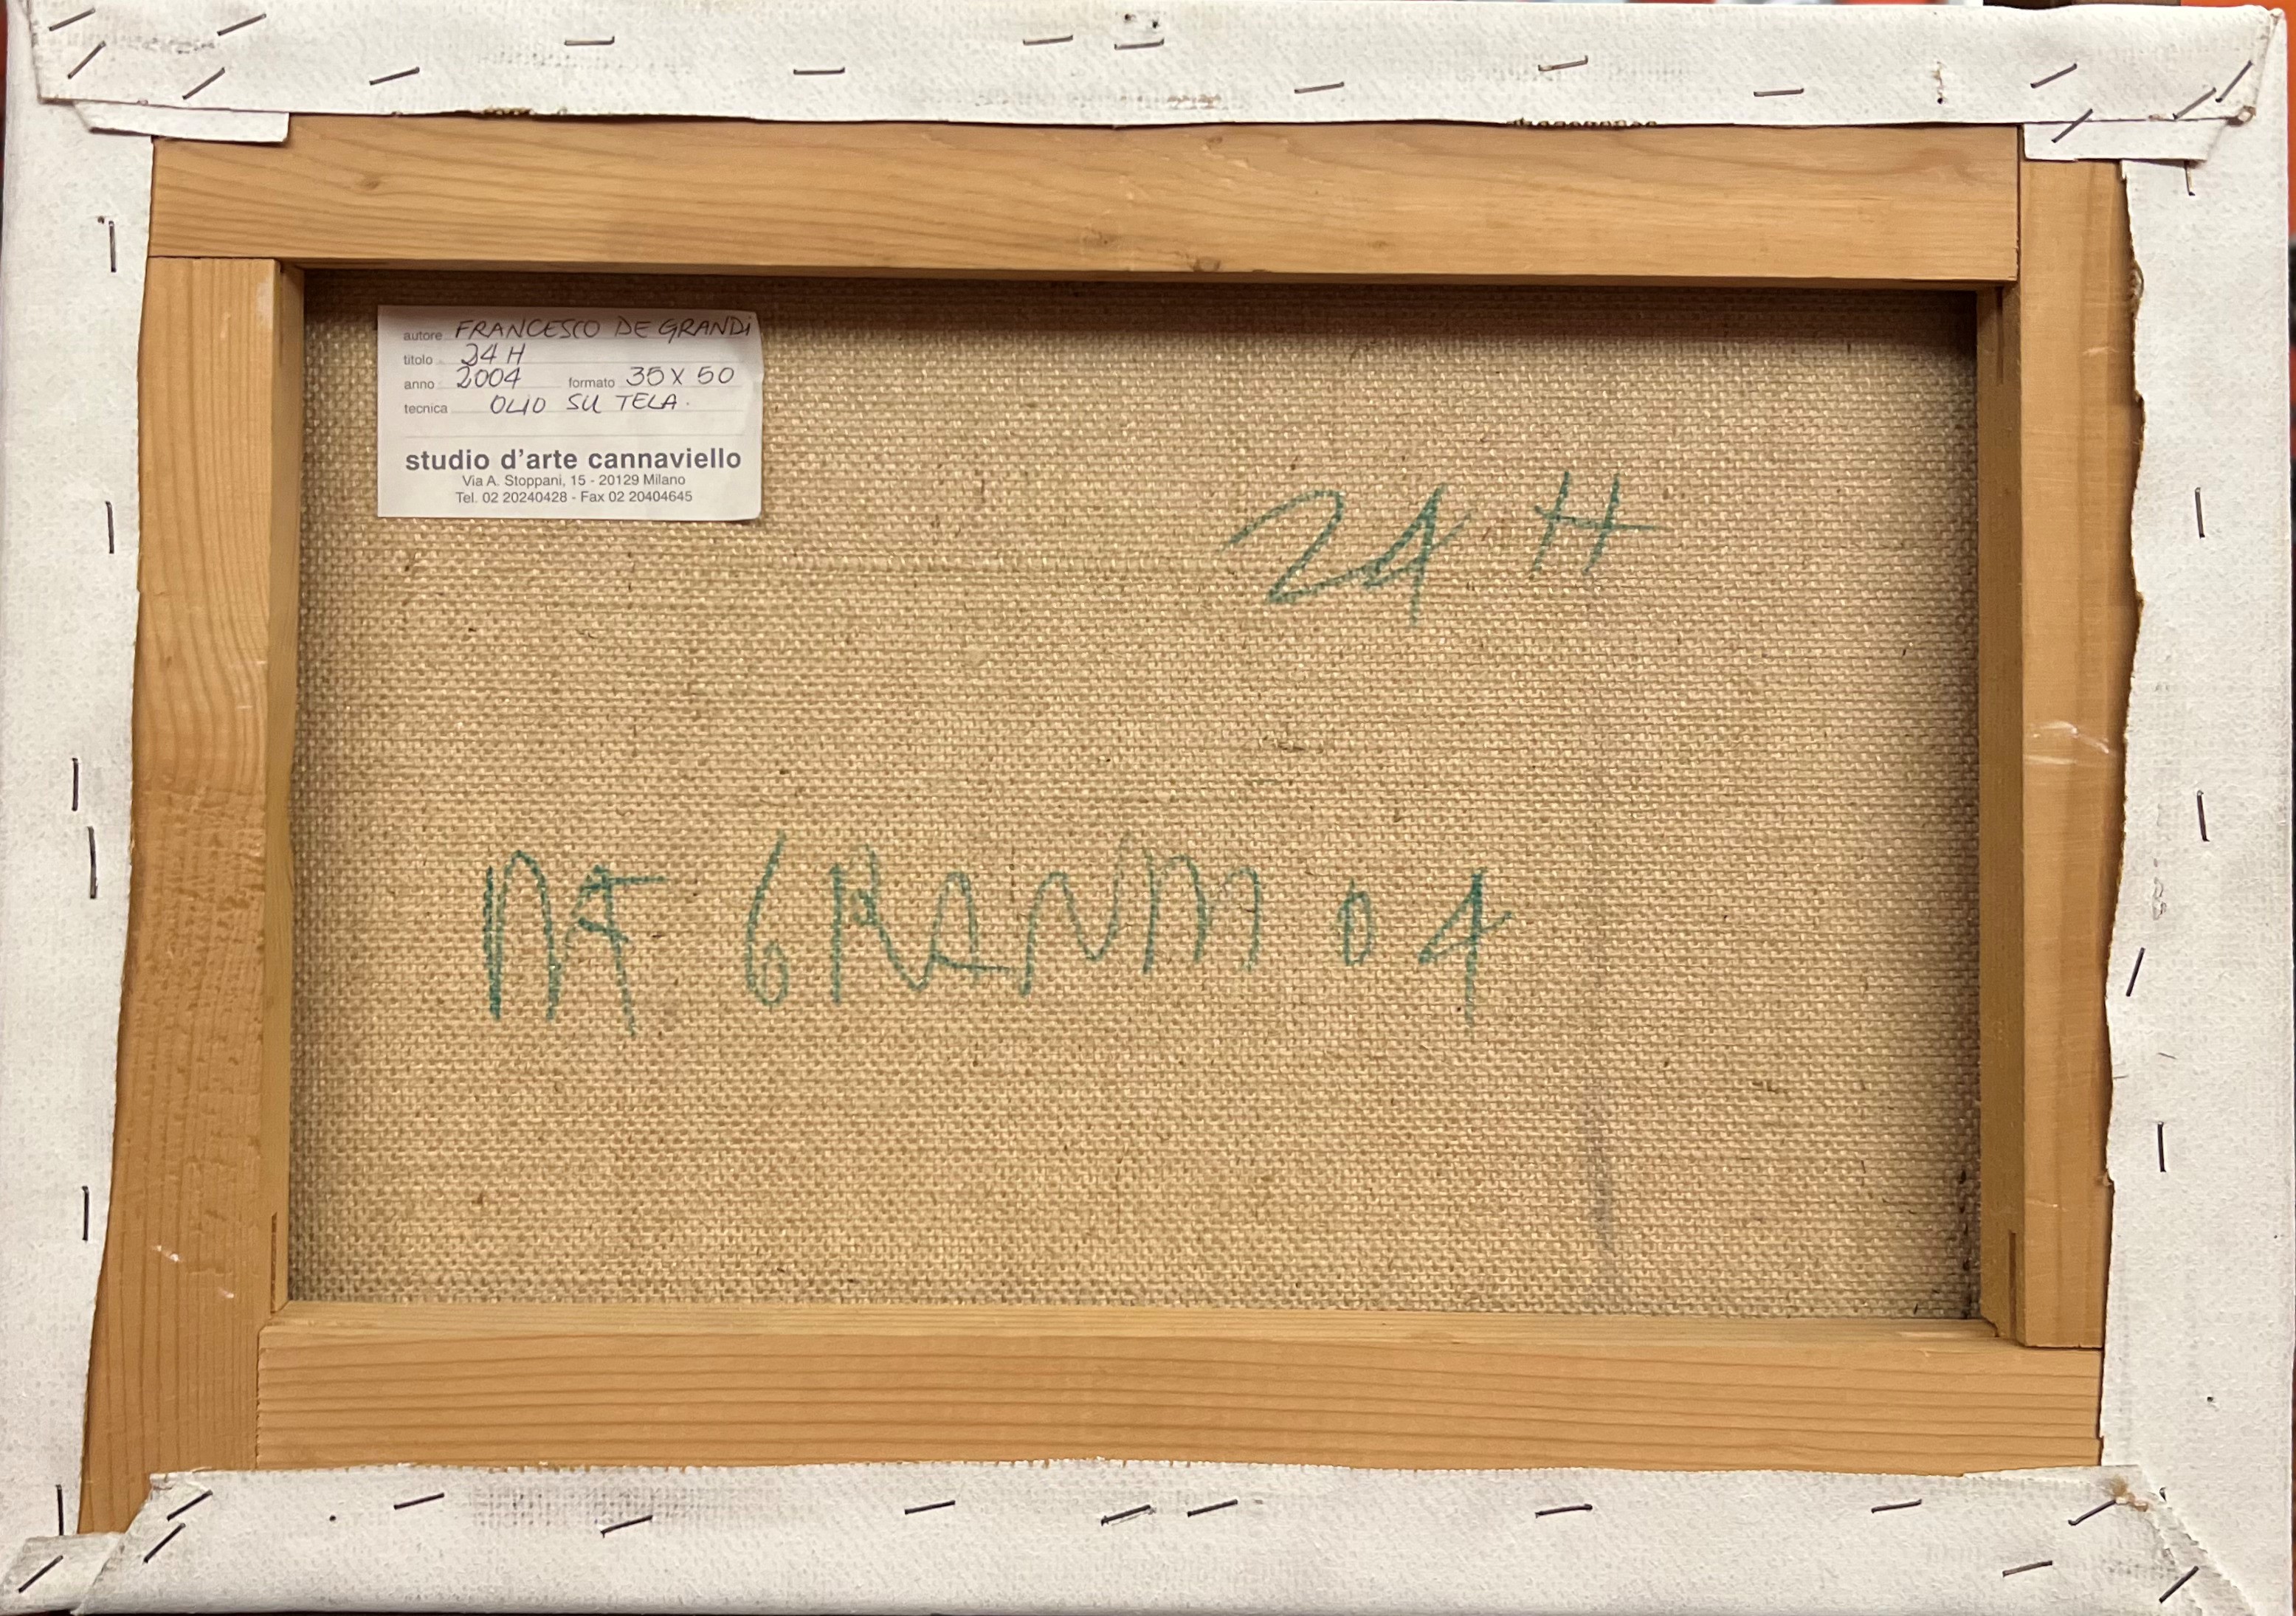 autore FRANCESCO DE GRANDi
titolo 24 H
anno 2004 formato 35 X 50
tecnica OLIO SU TELA.
studio d'arte cannaviello
Via A. Stoppani, 15 - 20129 Milano
Tel. 02 20240428 - Fax 02 20404645
24 H
DE GRANDI 04